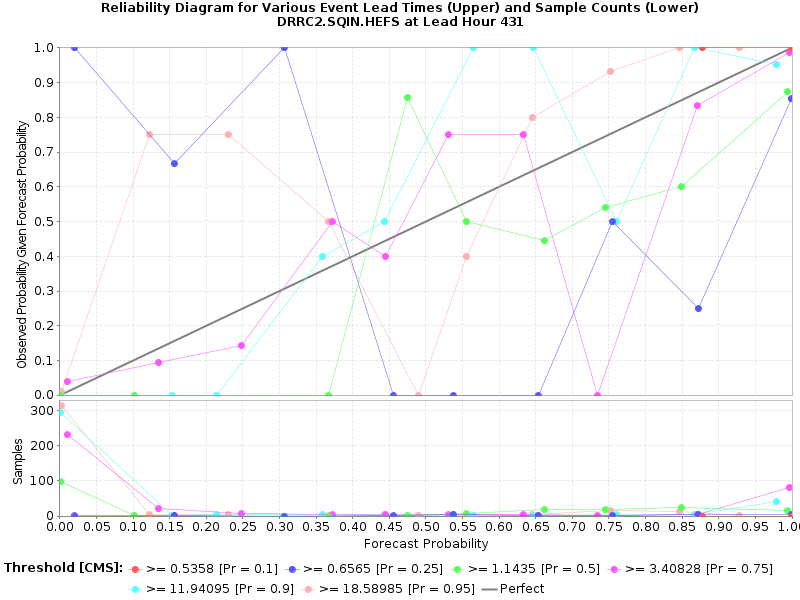 Reliability Diagram for Various Event Lead Times (Upper) and Sample Counts (Lower)
DRRC2.SQIN.HEFS at Lead Hour 431
Observed Probability Given Forecast Probability
1.0
0.9
0.8
0.7
0.6
0.5
0.4
0.3
0.2
0.1
0.0
Samples
300
200
100
0
0.00 0.05 0.10 0.15 0.20 0.25 0.30 0.35 0.40 0.45 0.50 0.55 0.60 0.65 0.70 0.75 0.80 0.85 0.90 0.95 1.00
Forecast Probability
Threshold [CMS]: >= 0.5358 [Pr = 0.1] >= 0.6565 [Pr = 0.25] >= 1.1435 [Pr = 0.5] >= 3.40828 [Pr = 0.75]
>= 11.94095 [Pr = 0.9] >= 18.58985 [Pr = 0.95] Perfect